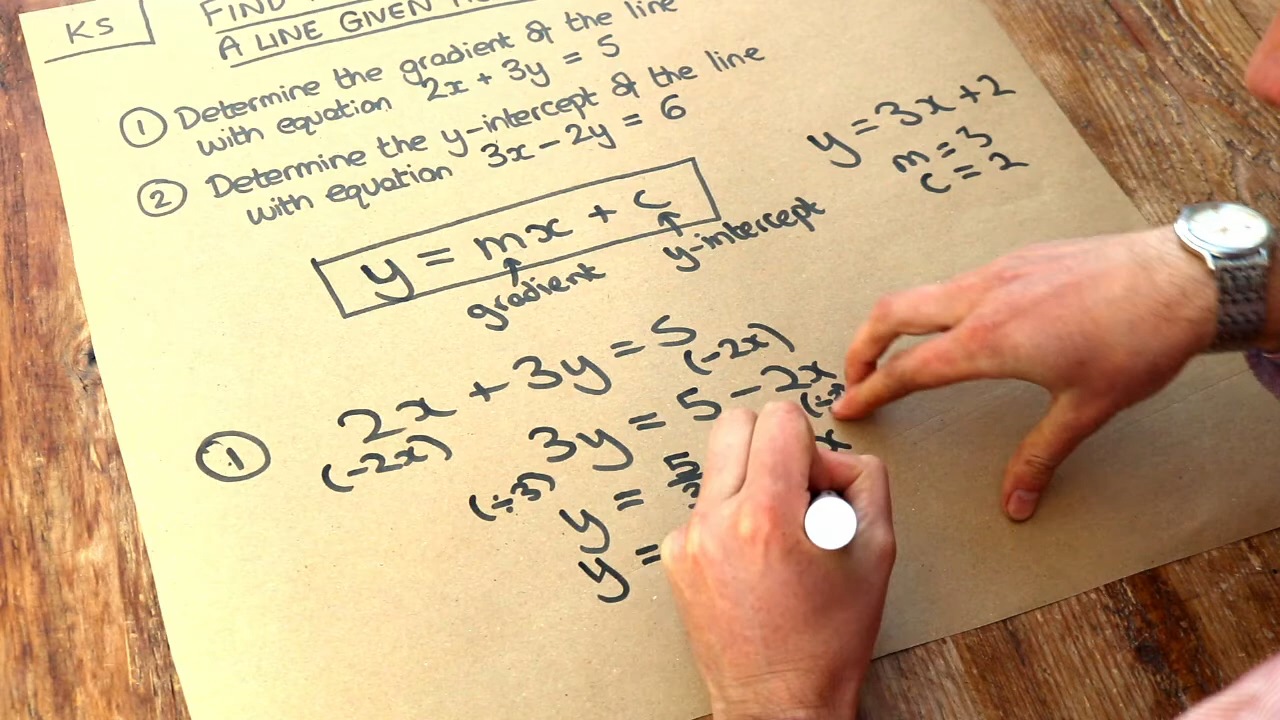 KS
FIND
A LINE GIVEN
① Determine the gradient of the line
with equation 2x + 3y = 5
② Determine the y-intercept of the line
with equation 3x - 2y = 6
y = 3x + 2
m = 3
c = 2
y = mx + c
gradient
y-intercept
① 2x + 3y = 5
(-2x) (-2x)
3y = 5 - 2x
(÷3) (÷
y = 5 x
y =